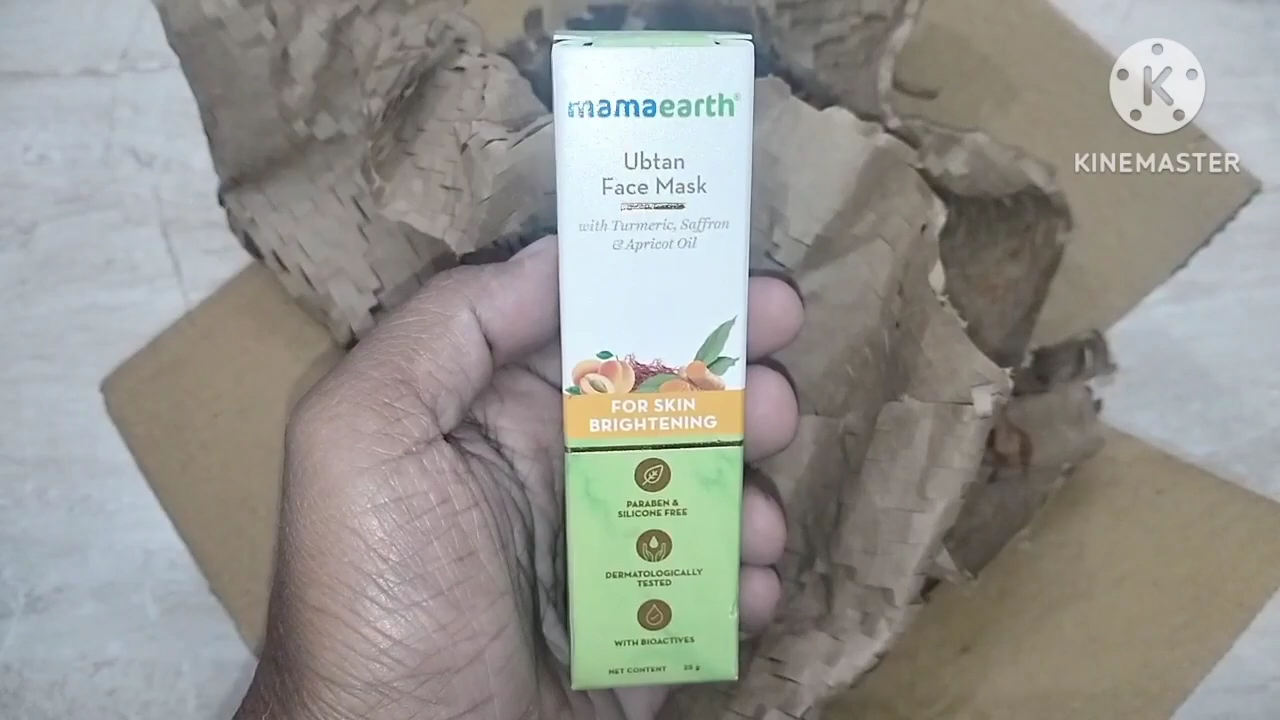 mamaearth®
Ubtan
Face Mask
with Turmeric, Saffron
& Apricot Oil
FOR SKIN
BRIGHTENING
PARABEN &
SILICONE FREE
DERMATOLOGICALLY
TESTED
WITH BIOACTIVES
NET CONTENT 25 g
K
KINEMASTER